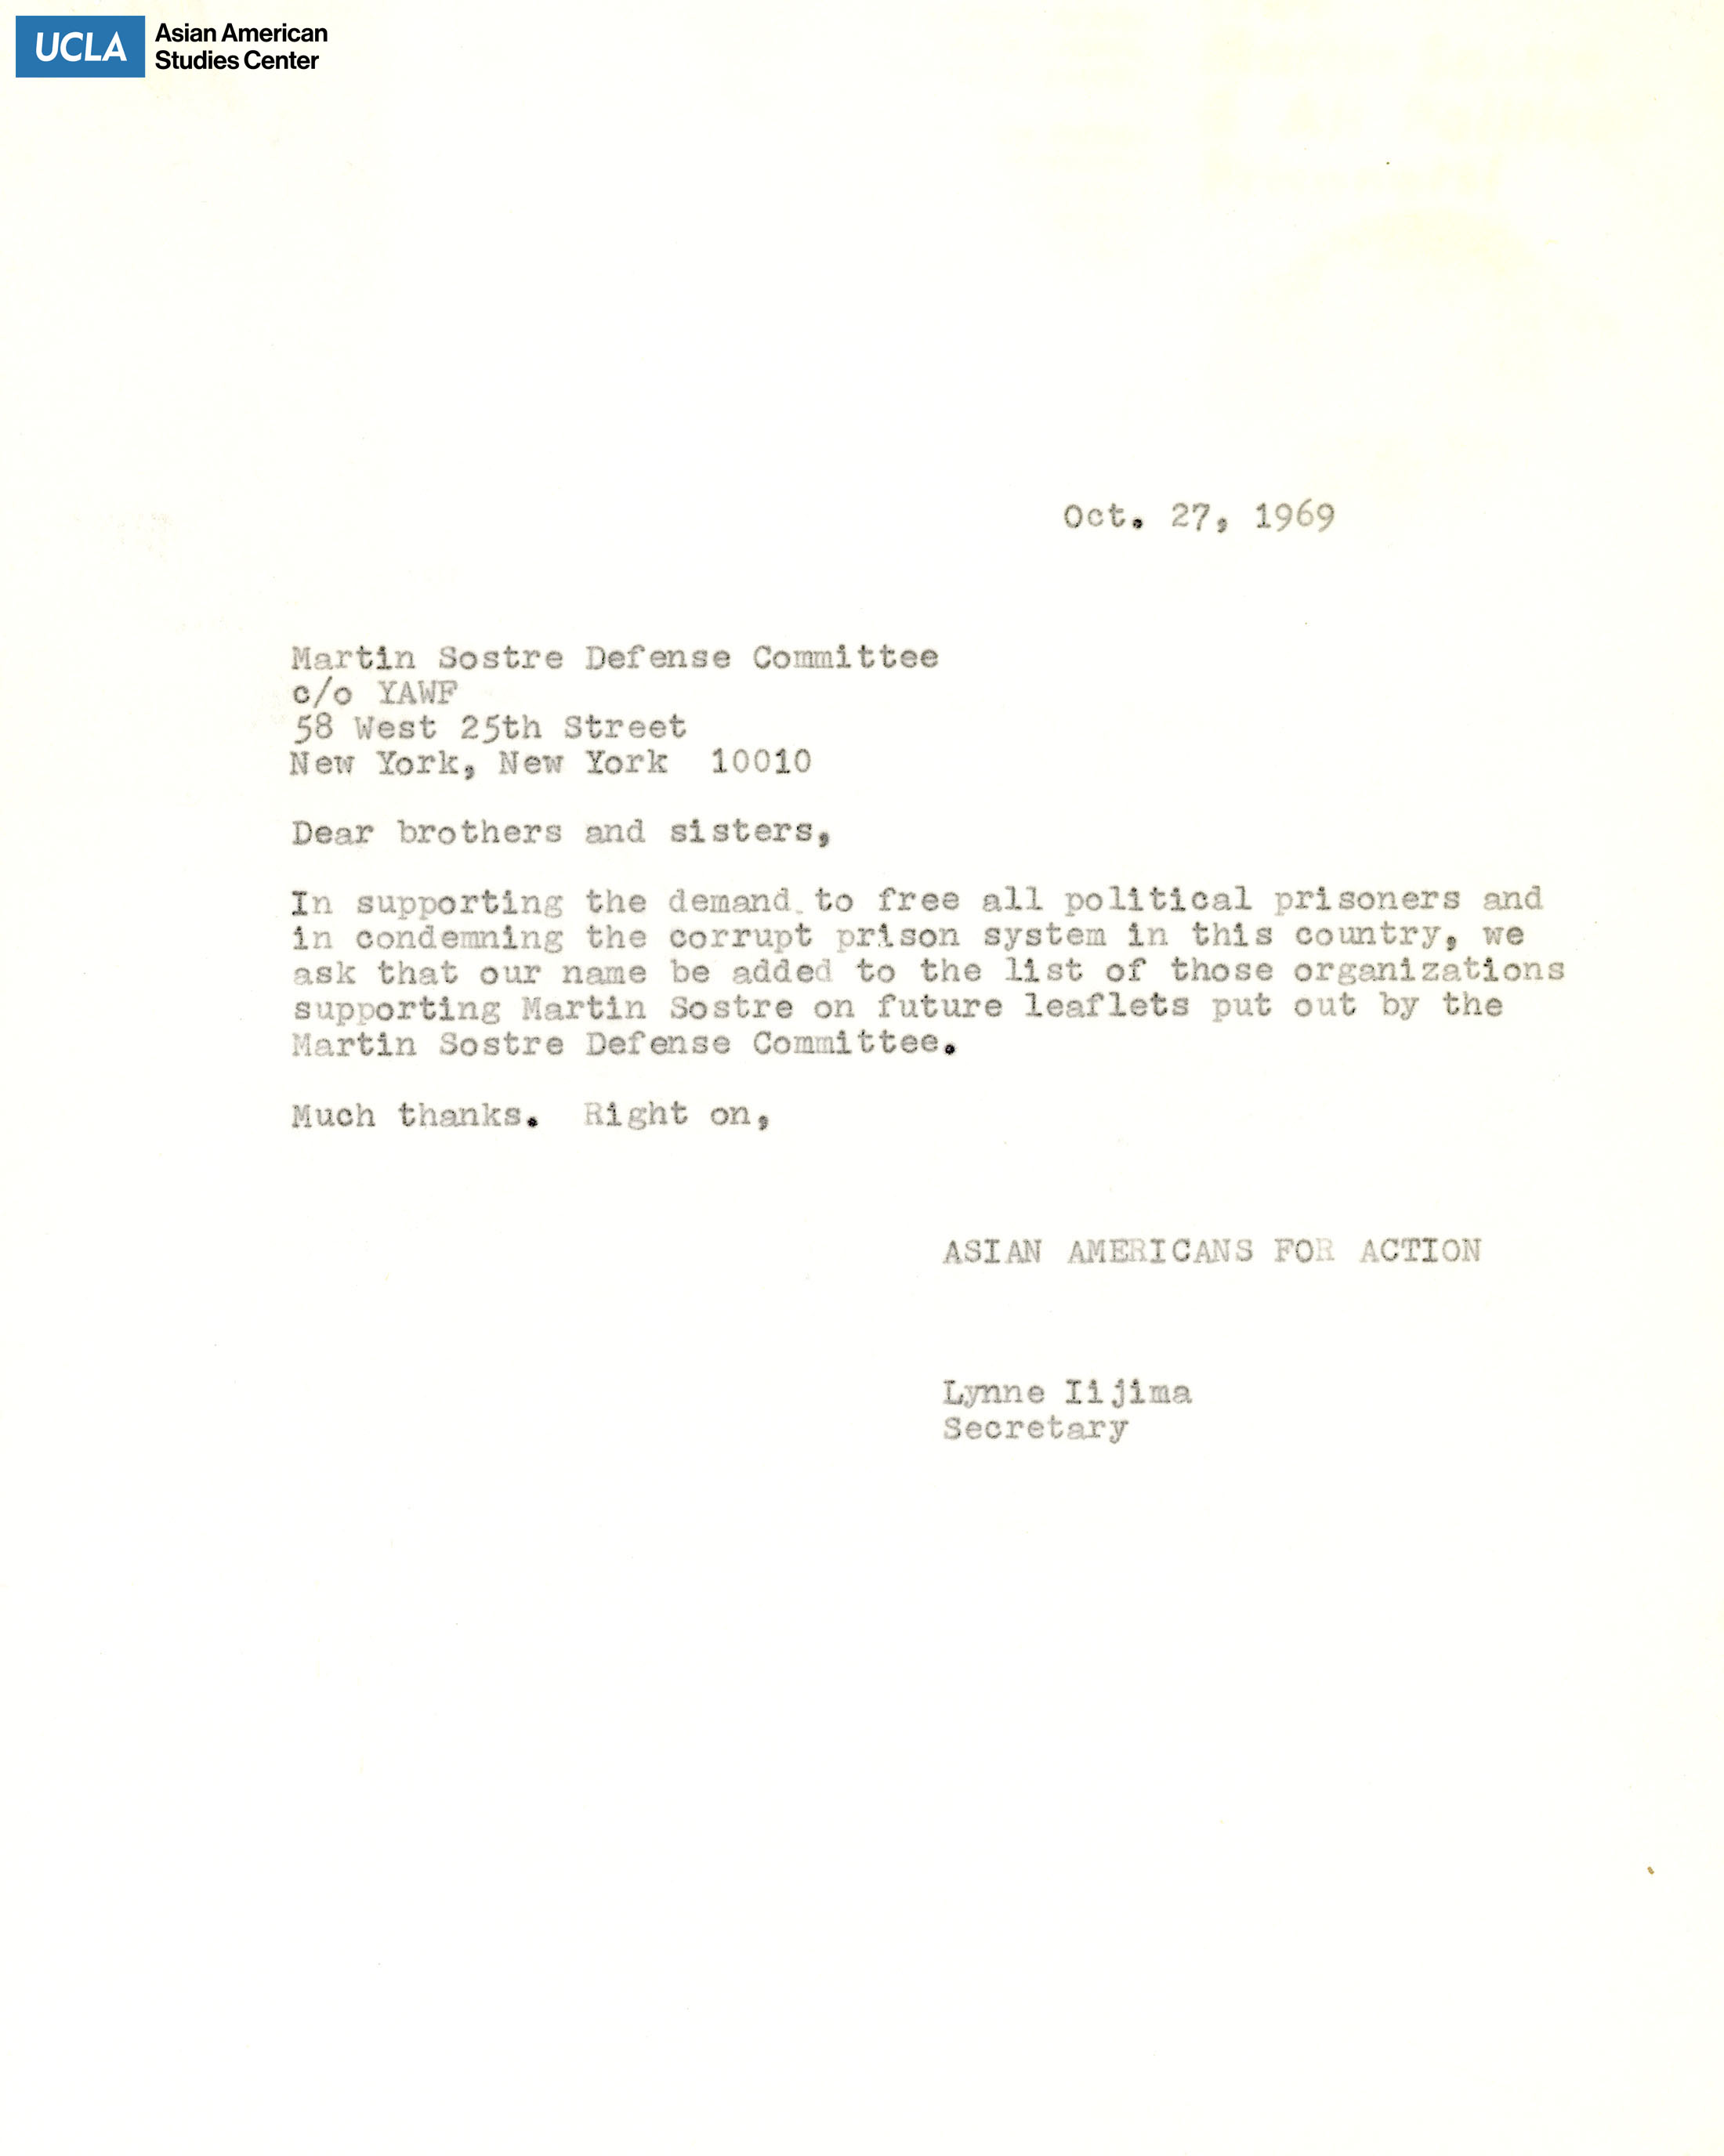 UCLA Asian American
Studies Center
Oct. 27, 1969
Martin Sostre Defense Committee
c/o YAWF
58 West 25th Street
New York, New York  10010
Dear brothers and sisters,
In supporting the demand to free all political prisoners and
in condemning the corrupt prison system in this country, we
ask that our name be added to the list of those organizations
supporting Martin Sostre on future leaflets put out by the
Martin Sostre Defense Committee.
Much thanks.  Right on,
ASIAN AMERICANS FOR ACTION
Lynne Iijima
Secretary